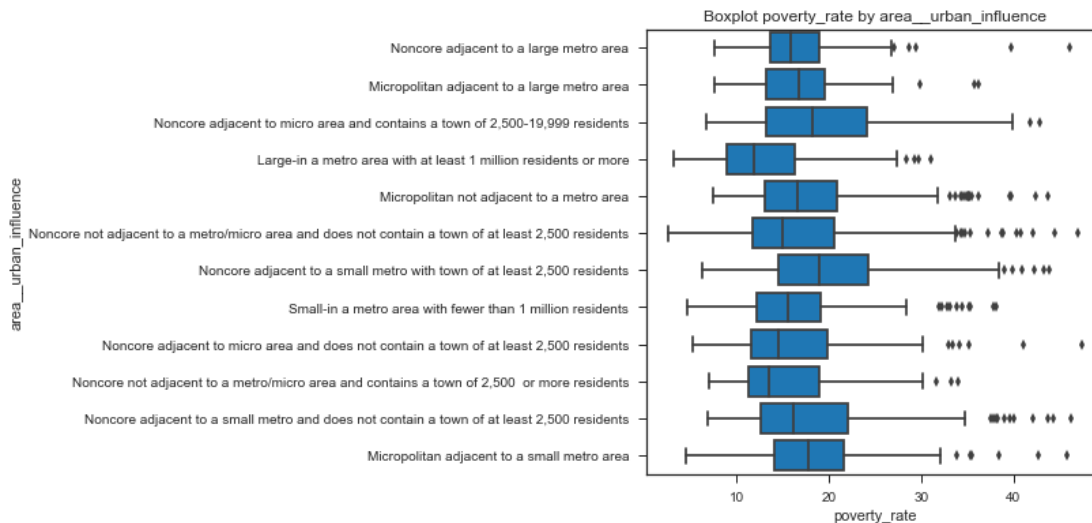 Boxplot poverty_rate by area__urban_influence
Noncore adjacent to a large metro area
Micropolitan adjacent to a large metro area
Noncore adjacent to micro area and contains a town of 2,500-19,999 residents
Large-in a metro area with at least 1 million residents or more
Micropolitan not adjacent to a metro area
Noncore not adjacent to a metro/micro area and does not contain a town of at least 2,500 residents
Noncore adjacent to a small metro with town of at least 2,500 residents
Small-in a metro area with fewer than 1 million residents
Noncore adjacent to micro area and does not contain a town of at least 2,500 residents
Noncore not adjacent to a metro/micro area and contains a town of 2,500  or more residents
Noncore adjacent to a small metro and does not contain a town of at least 2,500 residents
Micropolitan adjacent to a small metro area
area__urban_influence
10 20 30 40
poverty_rate